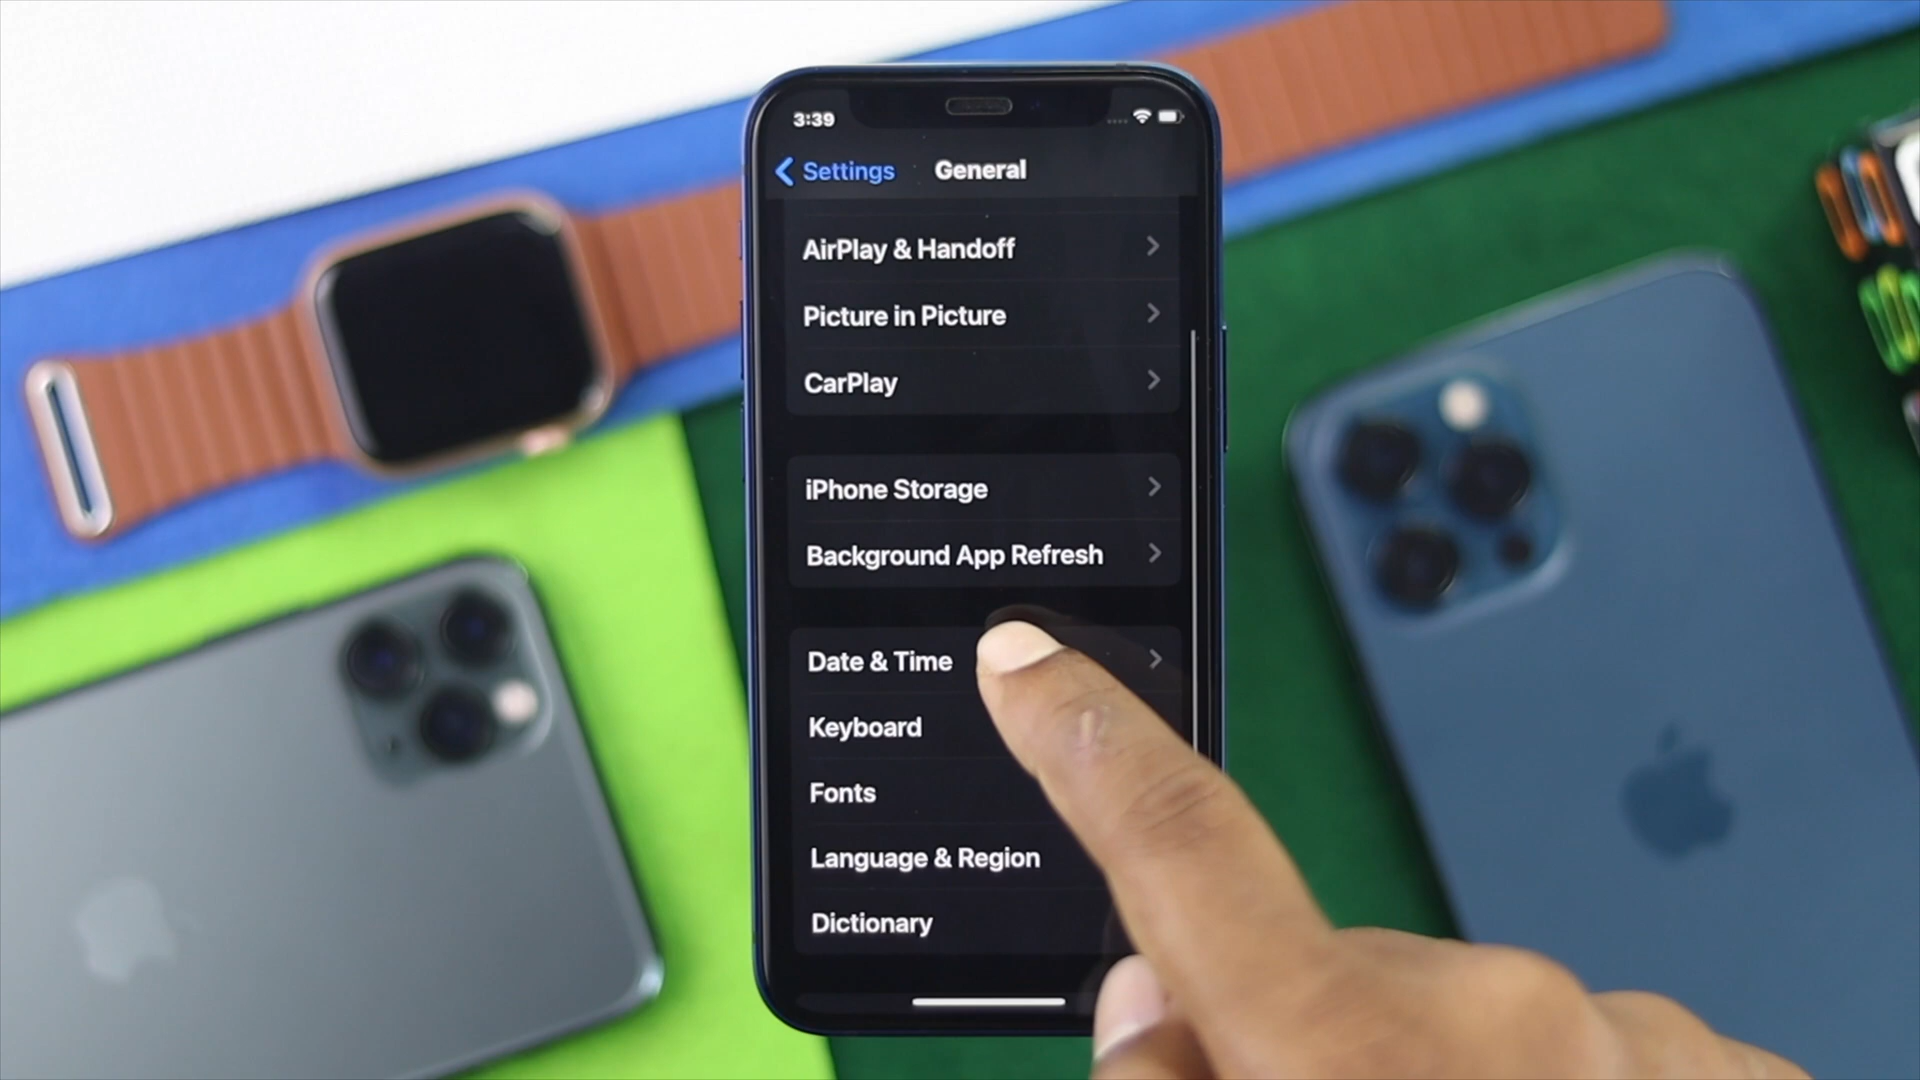 3:39
Settings
General
AirPlay & Handoff
Picture in Picture
CarPlay
iPhone Storage
Background App Refresh
Date & Time
Keyboard
Fonts
Language & Region
Dictionary